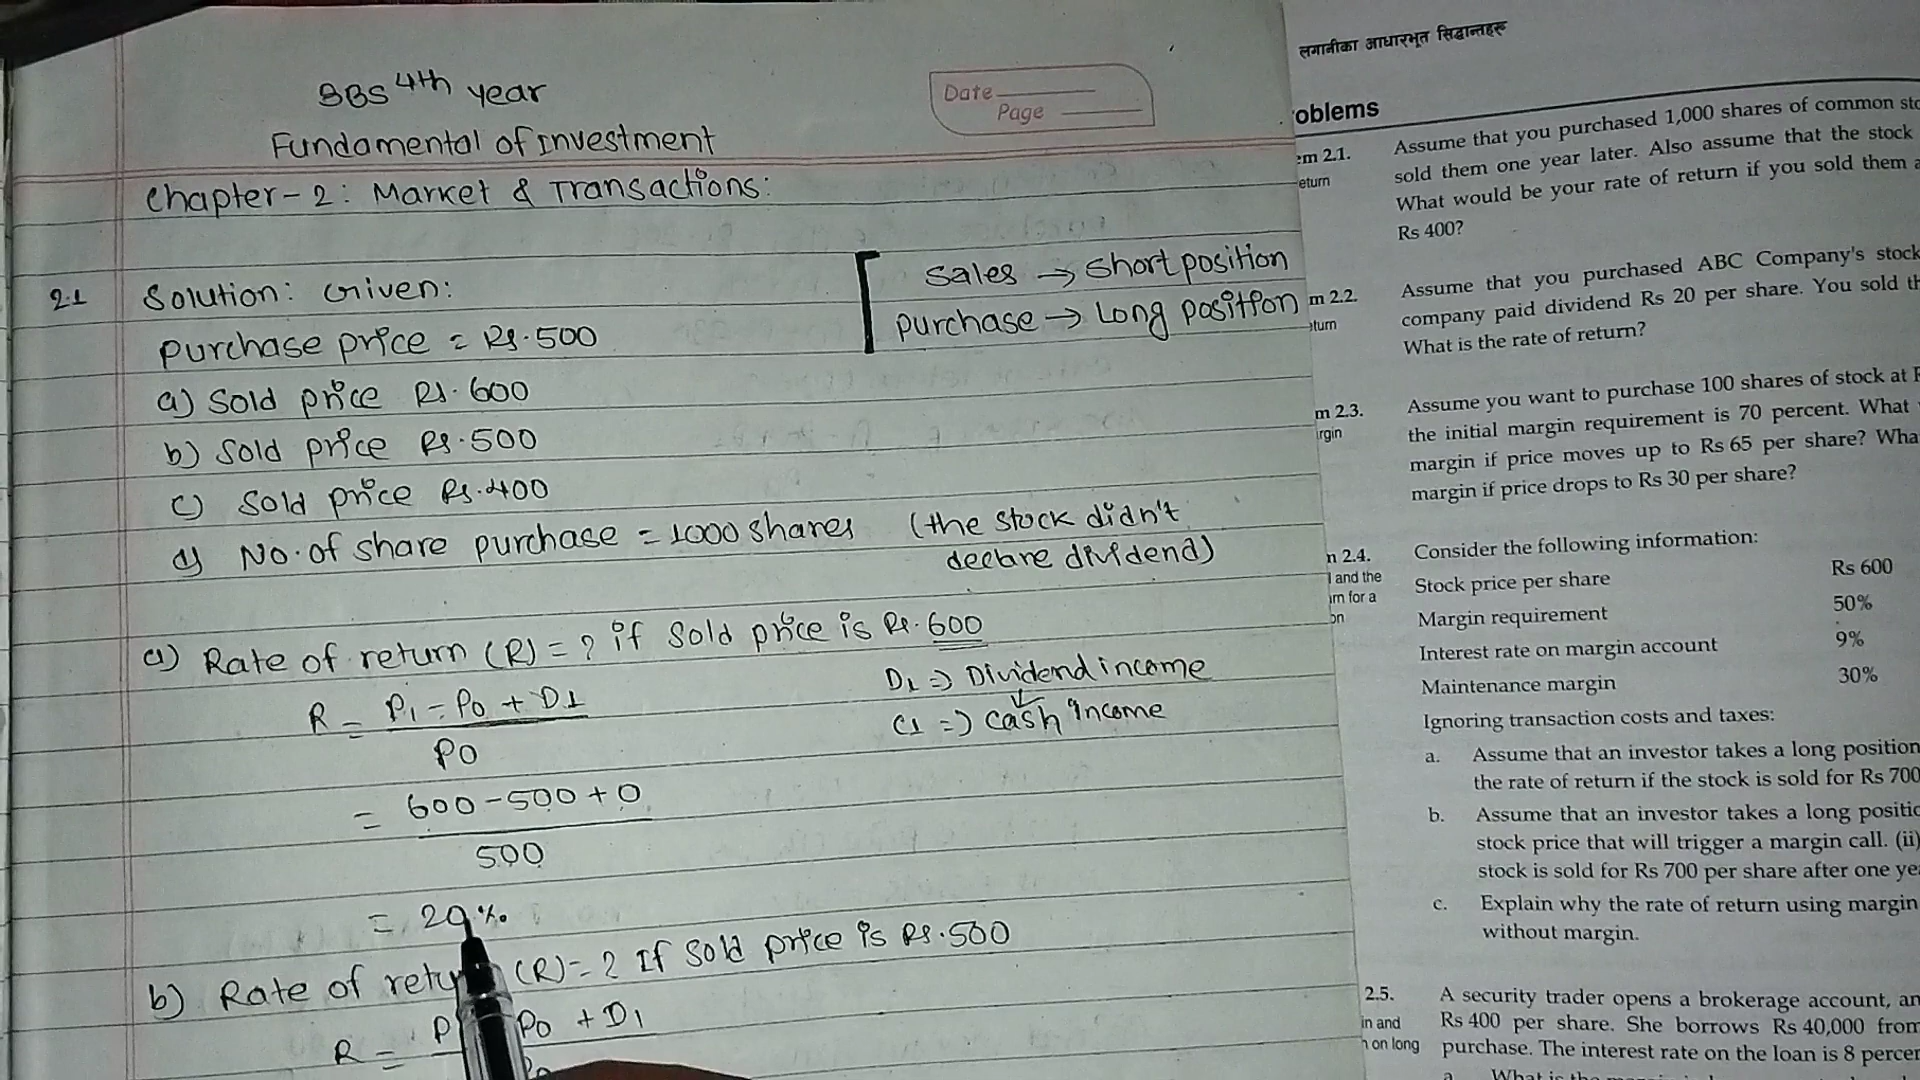 BBS 4th year
Fundamental of Investment
Date
Page
Chapter-2: Market & Transactions:
2.1 Solution: Given:
purchase price = Rs.500
Sales → Short position
purchase → Long position
a) Sold price Rs.600
b) Sold price Rs.500
c) Sold price Rs.400
d) No. of share purchase = 1000 shares (the stock didn't
declare dividend)
a) Rate of return (R) = ? if Sold price is Rs.600
R = P1 - P0 + D1
P0
D1 => Dividend income
C1 => Cash income
= 600 - 500 + 0
500
= 20%
b) Rate of (R) = ? If Sold price is Rs.500
R = P P0 + D1
लगानीका आधारभूत सिद्धान्तहरू
oblems
2.1.
eturn
Assume that you purchased 1,000 shares of common
sold them one year later. Also assume that the stock
What would be your rate of return if you sold them
Rs 400?
m 2.2.
Assume that you purchased ABC Company's stock
company paid dividend Rs 20 per share. You sold
What is the rate of return?
m 2.3.
Assume you want to purchase 100 shares of stock at
the initial margin requirement is 70 percent. What
margin if price moves up to Rs 65 per share?
margin if price drops to Rs 30 per share?
2.4.
and the
for a
Consider the following information:
Stock price per share Rs 600
Margin requirement 50%
Interest rate on margin account 9%
Maintenance margin 30%
Ignoring transaction costs and taxes:
a. Assume that an investor takes a long position
the rate of return if the stock is sold for Rs 700
b. Assume that an investor takes a long
stock price that will trigger a margin call. (ii)
stock is sold for Rs 700 per share after one
c. Explain why the rate of return using margin
without margin.
2.5.
in and
on long
A security trader opens a brokerage account,
Rs 400 per share. She borrows Rs 40,000 from
purchase. The interest rate on the loan is 8